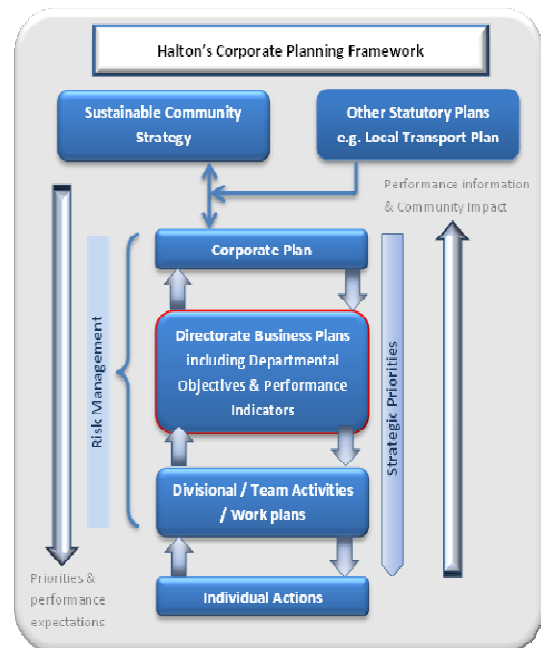 Halton's Corporate Planning Framework
Sustainable Community
Strategy
Other Statutory Plans
e.g. Local Transport Plan
Performance information
& Community Impact
Corporate Plan
Directorate Business Plans
including Departmental
Objectives & Performance
Indicators
Risk Management
Strategic Priorities
Divisional / Team Activities
/ Work plans
Priorities &
performance
expectations
Individual Actions